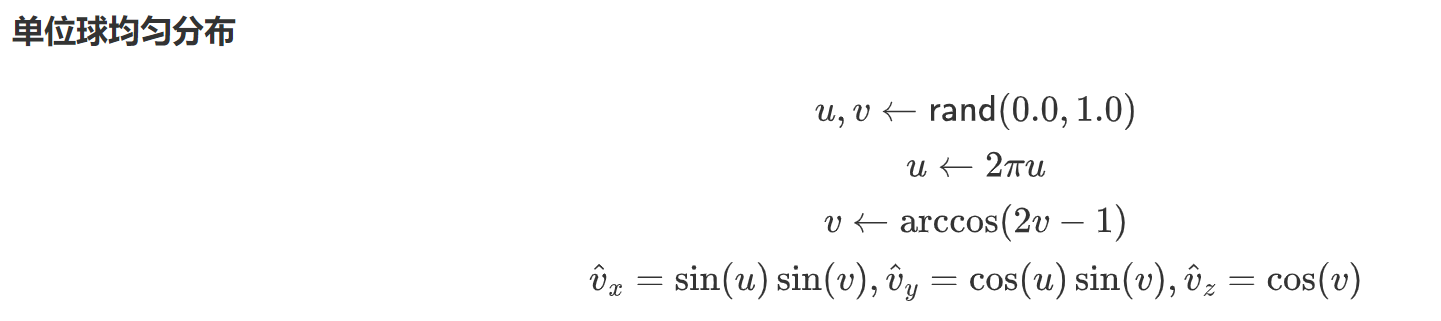 单位球均匀分布
u, v ← rand(0.0, 1.0)
u ← 2πu
v ← arccos(2v − 1)
v̂ₓ = sin(u) sin(v), v̂_y = cos(u) sin(v), v̂_z = cos(v)